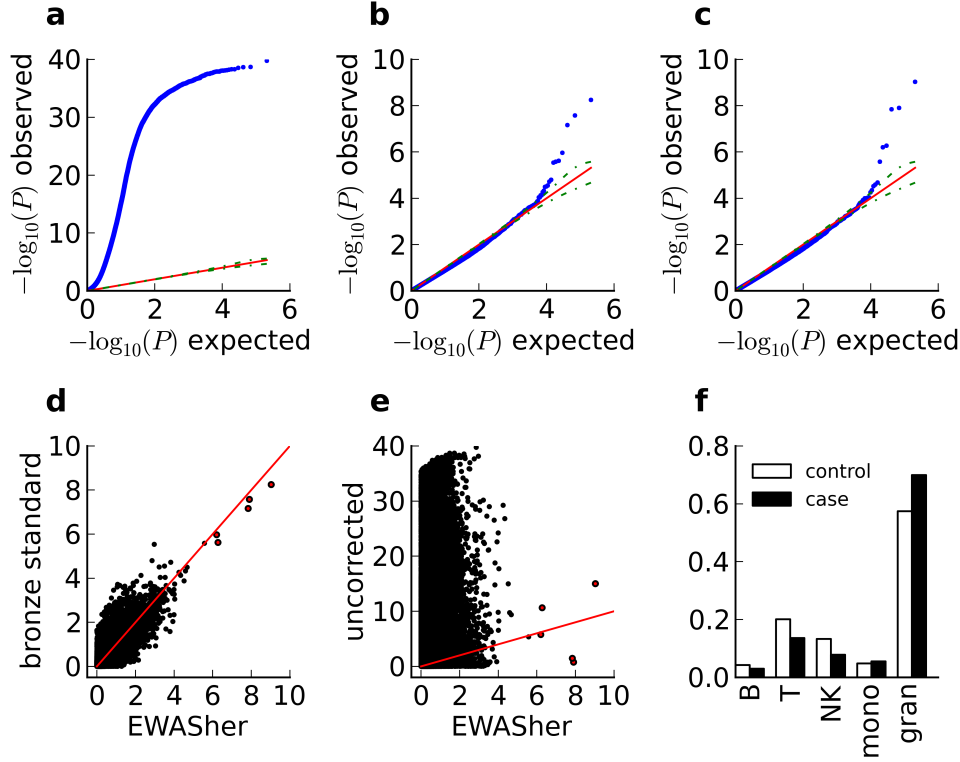 a b c
40
30
20
10
0
0 2 4 6
−log₁₀(P) expected
−log₁₀(P) observed
10
8
6
4
2
0
0 2 4 6
−log₁₀(P) expected
−log₁₀(P) observed
10
8
6
4
2
0
0 2 4 6
−log₁₀(P) expected
−log₁₀(P) observed
d e f
10
8
6
4
2
0
0 2 4 6 8 10
EWASher
bronze standard
40
30
20
10
0
0 2 4 6 8 10
EWASher
uncorrected
0.8
0.6
0.4
0.2
0.0
control
case
B T NK mono gran